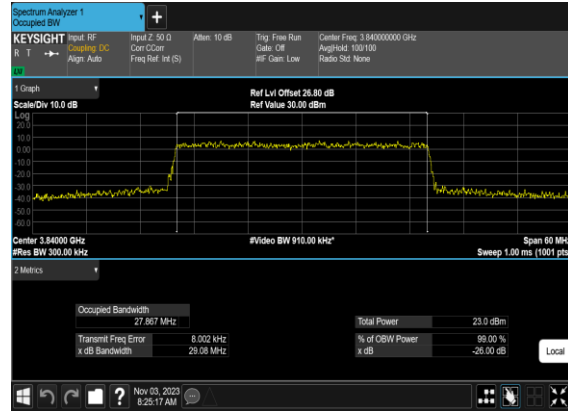 Spectrum Analyzer 1
Occupied BW
KEYSIGHT
R T
LM
Input: RF
Coupling: DC
Align: Auto
Input Z: 50 Ω
Corr CCorr
Freq Ref: Int (S)
Atten: 10 dB
Trig: Free Run
Gate: Off
#IF Gain: Low
Center Freq: 3.840000000 GHz
Avg|Hold: 100/100
Radio Std: None
1 Graph
Scale/Div 10.0 dB
Ref Lvl Offset 26.80 dB
Ref Value 30.00 dBm
Log
20.0
10.0
0.00
-10.0
-20.0
-30.0
-40.0
-50.0
-60.0
Center 3.84000 GHz
#Res BW 300.00 kHz
#Video BW 910.00 kHz*
Span 60 MHz
Sweep 1.00 ms (1001 pts)
2 Metrics
Occupied Bandwidth
27.867 MHz
Total Power 23.0 dBm
Transmit Freq Error 8.002 kHz
% of OBW Power 99.00 %
x dB Bandwidth 29.08 MHz
x dB -26.00 dB
Local
?
Nov 03, 2023
8:25:17 AM